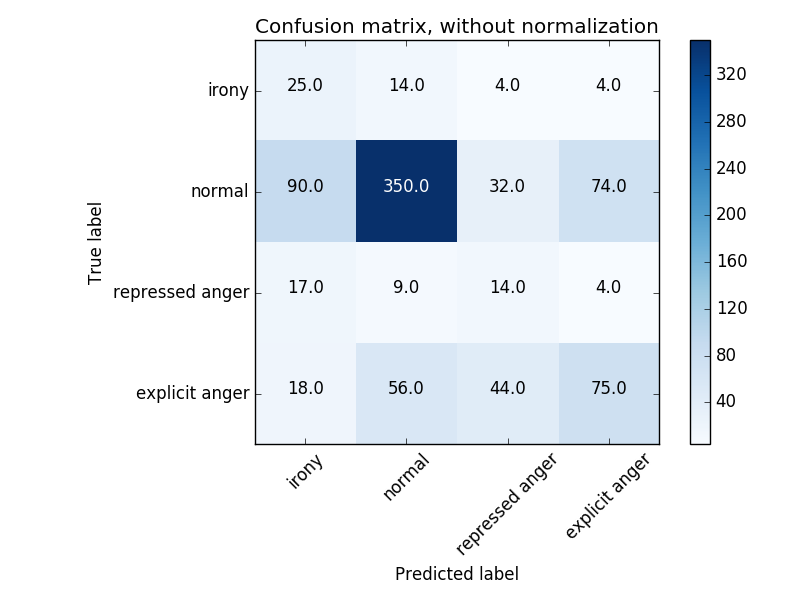 Confusion matrix, without normalization
irony 25.0 14.0 4.0 4.0
normal 90.0 350.0 32.0 74.0
repressed anger 17.0 9.0 14.0 4.0
explicit anger 18.0 56.0 44.0 75.0
irony normal repressed anger explicit anger
True label
Predicted label
320
280
240
200
160
120
80
40